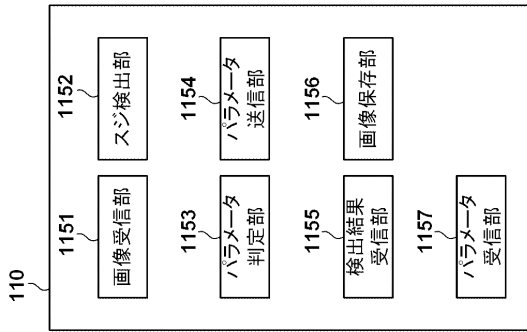 110
1151
画像受信部
1152
スジ検出部
1153
パラメータ
判定部
1154
パラメータ
送信部
1155
検出結果
受信部
1156
画像保存部
1157
パラメータ
受信部